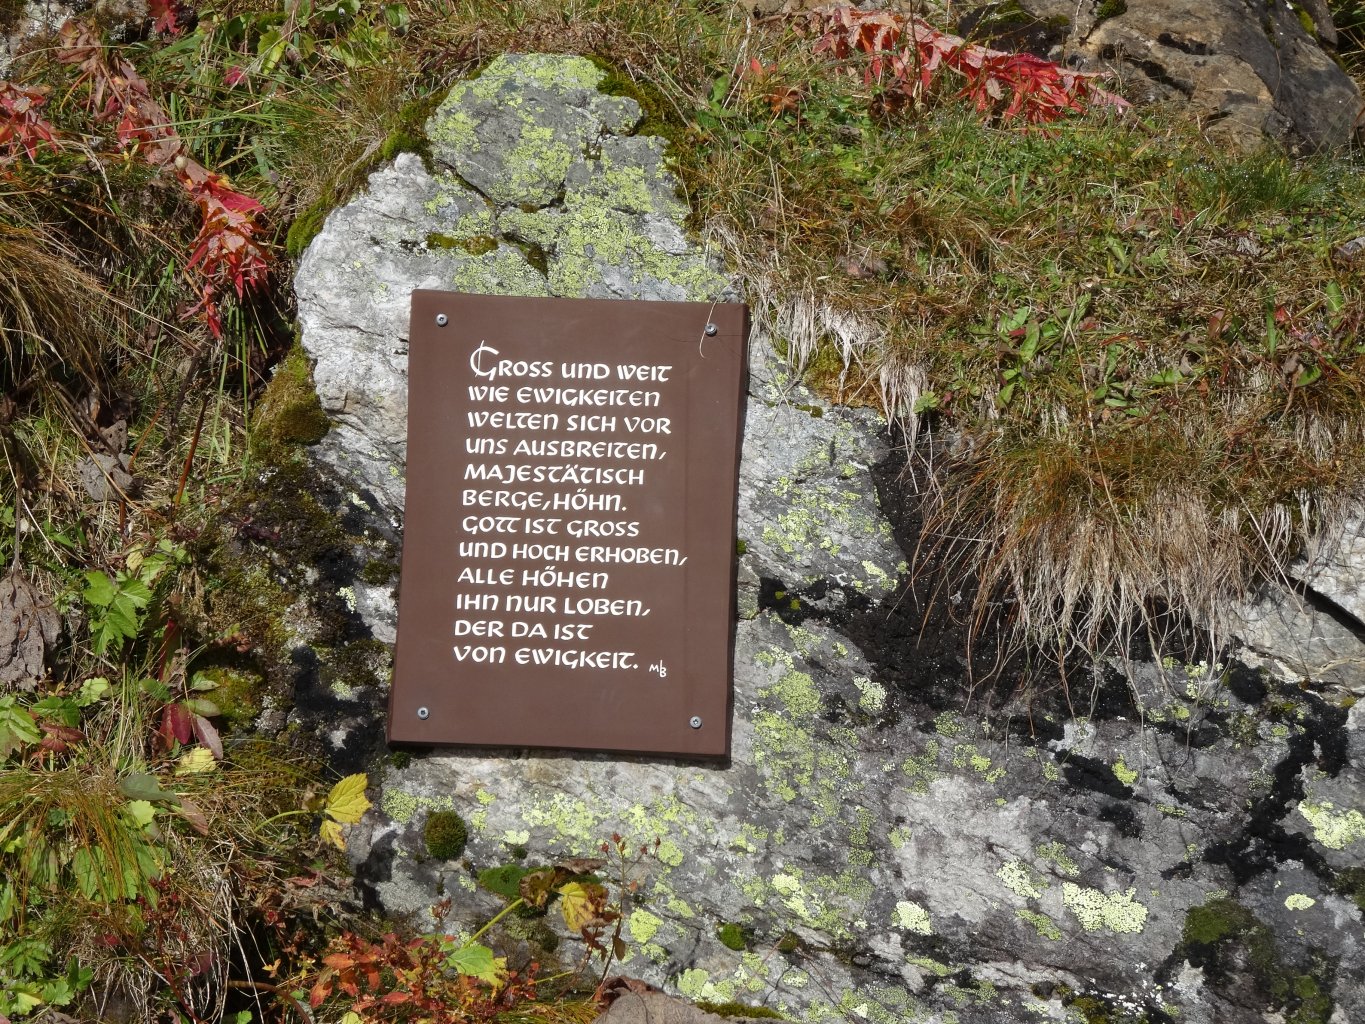 Gross und weit
wie Ewigkeiten
Welten sich vor
uns ausbreiten,
majestätisch
Berge, Höhn.
Gott ist gross
und hoch erhoben,
alle Höhen
ihn nur loben,
der da ist
von Ewigkeit. MB